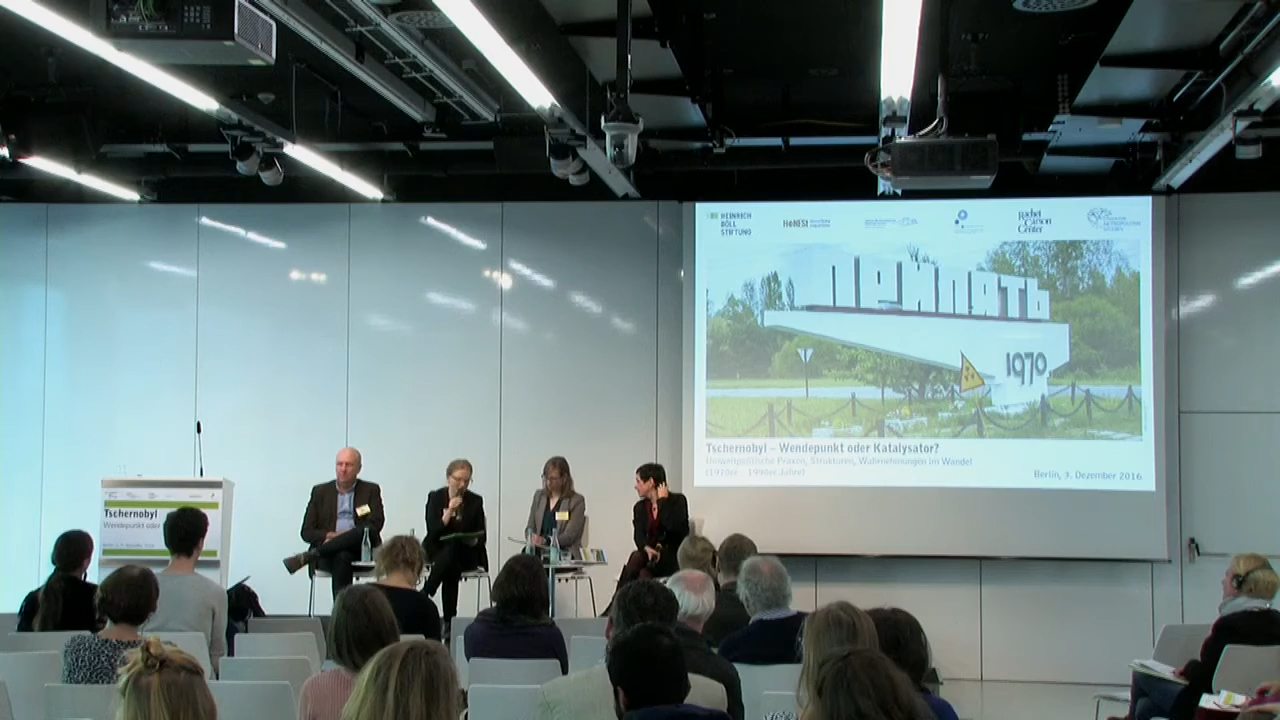 HEINRICH
BÖLL
STIFTUNG
Rachel
Carson
Center
ПРИПЯТЬ
1970
Tschernobyl – Wendepunkt oder Katalysator?
Umweltpolitische Praxen, Strukturen, Wahrnehmungen im Wandel
(1970er - 1990er Jahre)
Berlin, 3. Dezember 2016
Tschernobyl
Wendepunkt oder